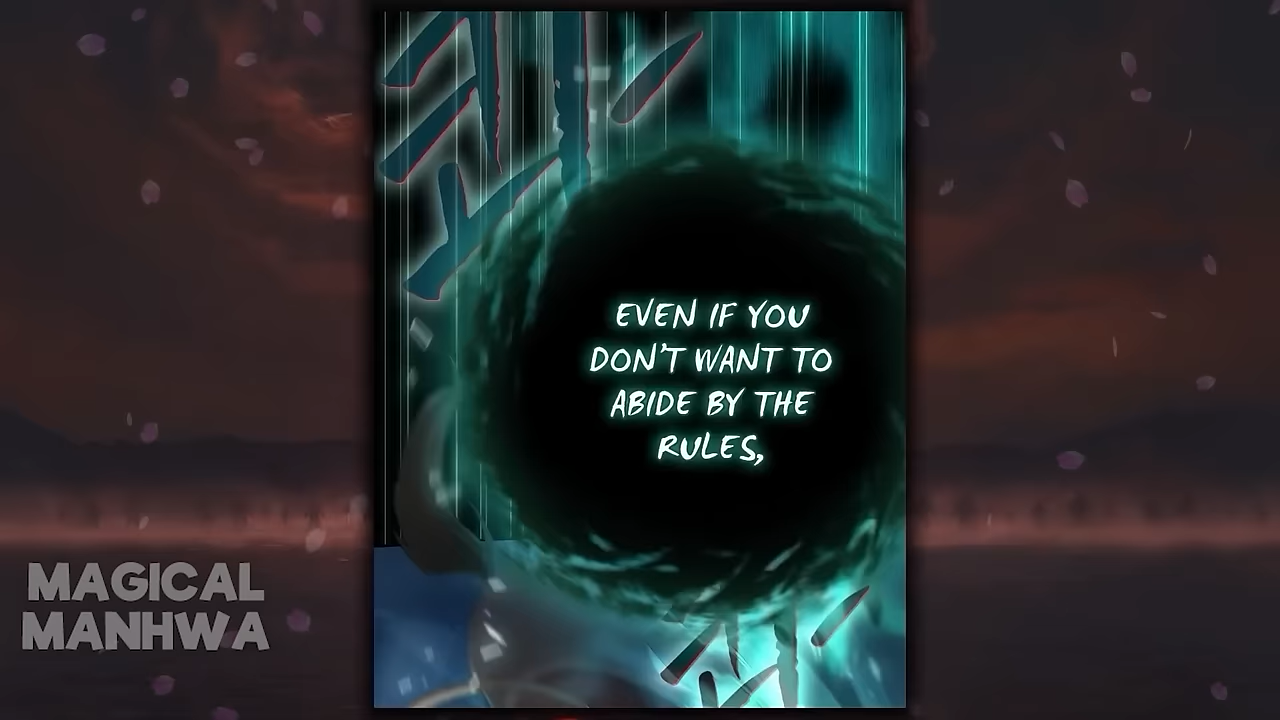 EVEN IF YOU
DON'T WANT TO
ABIDE BY THE
RULES,
MAGICAL
MANHWA